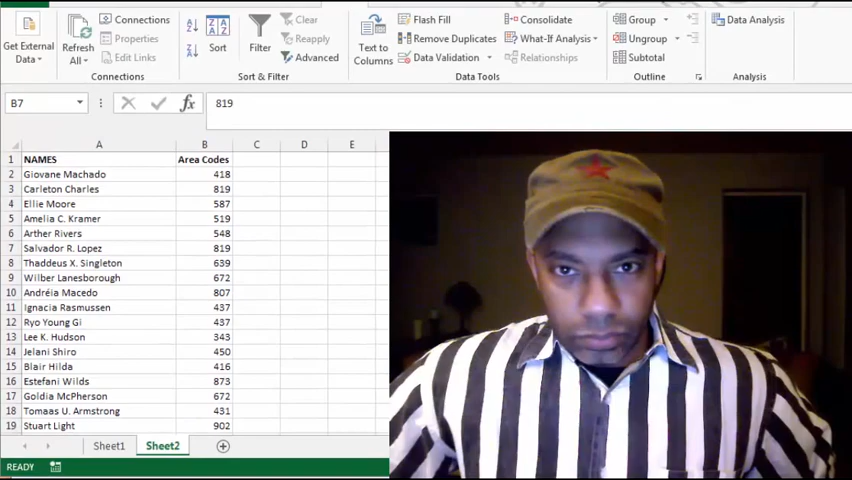 Connections
Properties
Edit Links
Get External
Data
Refresh
All
Connections
Sort
Filter
Clear
Reapply
Advanced
Sort & Filter
Text to
Columns
Flash Fill
Remove Duplicates
Data Validation
Consolidate
What-If Analysis
Relationships
Data Tools
Group
Ungroup
Subtotal
Outline
Data Analysis
Analysis
B7
fx
819
A B C D E
1 NAMES Area Codes
2 Giovane Machado 418
3 Carleton Charles 819
4 Ellie Moore 587
5 Amelia C. Kramer 519
6 Arther Rivers 548
7 Salvador R. Lopez 819
8 Thaddeus X. Singleton 639
9 Wilber Lanesborough 672
10 Andréia Macedo 807
11 Ignacia Rasmussen 437
12 Ryo Young Gi 437
13 Lee K. Hudson 343
14 Jelani Shiro 450
15 Blair Hilda 416
16 Estefani Wilds 873
17 Goldia McPherson 672
18 Tomaas U. Armstrong 431
19 Stuart Light 902
Sheet1 Sheet2
READY